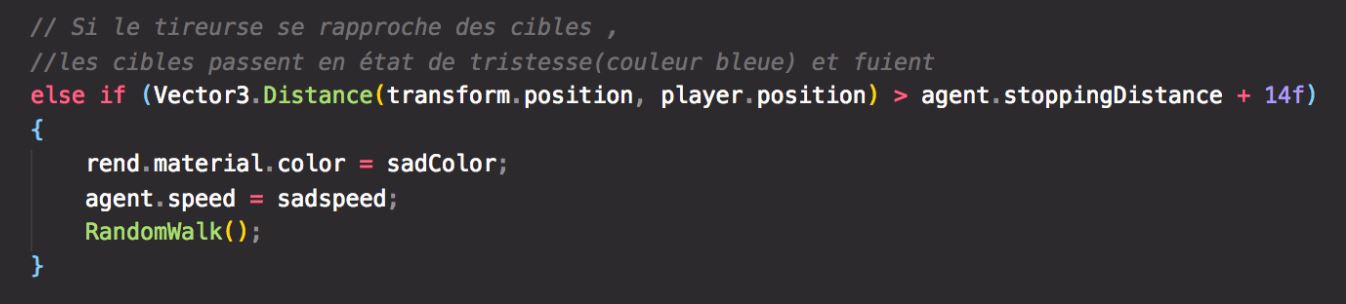 // Si le tireurse se rapproche des cibles ,
//les cibles passent en état de tristesse(couleur bleue) et fuient
else if (Vector3.Distance(transform.position, player.position) > agent.stoppingDistance + 14f)
{
rend.material.color = sadColor;
agent.speed = sadspeed;
RandomWalk();
}